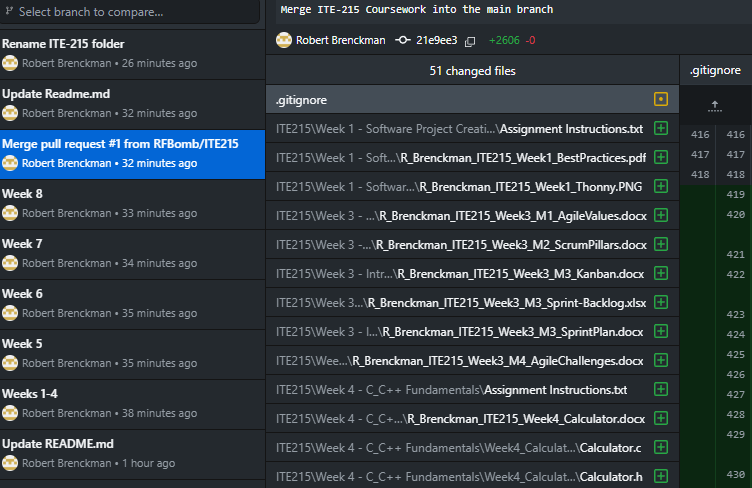 Select branch to compare...
Rename ITE-215 folder
Robert Brenckman • 26 minutes ago
Update Readme.md
Robert Brenckman • 32 minutes ago
Merge pull request #1 from RFBomb/ITE215
Robert Brenckman • 32 minutes ago
Week 8
Robert Brenckman • 33 minutes ago
Week 7
Robert Brenckman • 34 minutes ago
Week 6
Robert Brenckman • 35 minutes ago
Week 5
Robert Brenckman • 35 minutes ago
Weeks 1-4
Robert Brenckman • 38 minutes ago
Update README.md
Robert Brenckman • 1 hour ago
Merge ITE-215 Coursework into the main branch
Robert Brenckman 21e9ee3 +2606 -0
51 changed files
.gitignore
ITE215\Week 1 - Software Project Creati...\Assignment Instructions.txt
ITE215\Week 1 - Soft...\R_Brenckman_ITE215_Week1_BestPractices.pdf
ITE215\Week 1 - Softwar...\R_Brenckman_ITE215_Week1_Thonny.PNG
ITE215\Week 3 - ...\R_Brenckman_ITE215_Week3_M1_AgileValues.docx
ITE215\Week 3 -...\R_Brenckman_ITE215_Week3_M2_ScrumPillars.docx
ITE215\Week 3 - Intr...\R_Brenckman_ITE215_Week3_M3_Kanban.docx
ITE215\Week 3...\R_Brenckman_ITE215_Week3_M3_Sprint-Backlog.xlsx
ITE215\Week 3 - I...\R_Brenckman_ITE215_Week3_M3_SprintPlan.docx
ITE215\Wee...\R_Brenckman_ITE215_Week3_M4_AgileChallenges.docx
ITE215\Week 4 - C_C++ Fundamentals\Assignment Instructions.txt
ITE215\Week 4 - C_C+...\R_Brenckman_ITE215_Week4_Calculator.docx
ITE215\Week 4 - C_C++ Fundamentals\Week4_Calculat...\Calculator.c
ITE215\Week 4 - C_C++ Fundamentals\Week4_Calculat...\Calculator.h
.gitignore
416 416
417 417
418 418
419
420
421
422
423
424
425
426
427
428
429
430